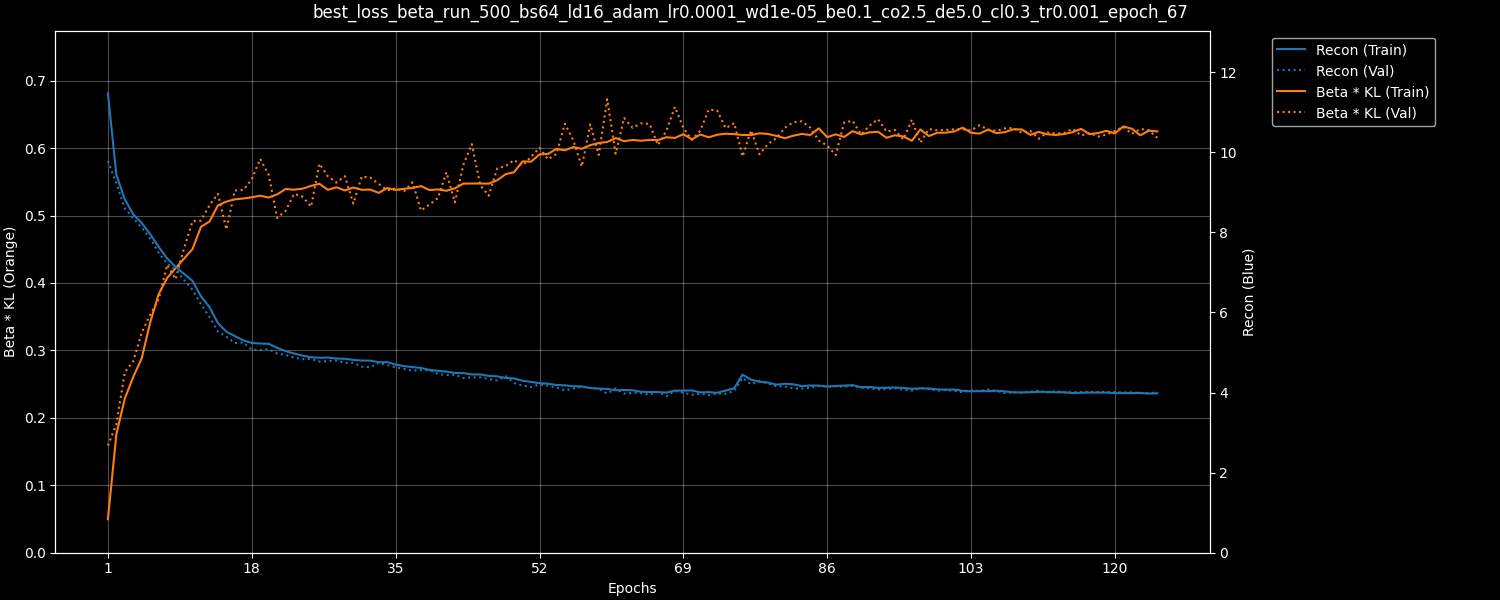 best_loss_beta_run_500_bs64_ld16_adam_lr0.0001_wd1e-05_be0.1_co2.5_de5.0_cl0.3_tr0.001_epoch_67
Recon (Train)
Recon (Val)
Beta * KL (Train)
Beta * KL (Val)
Beta * KL (Orange)
0.7
0.6
0.5
0.4
0.3
0.2
0.1
0.0
12
10
8
6
4
2
0
Recon (Blue)
1 18 35 52 69 86 103 120
Epochs